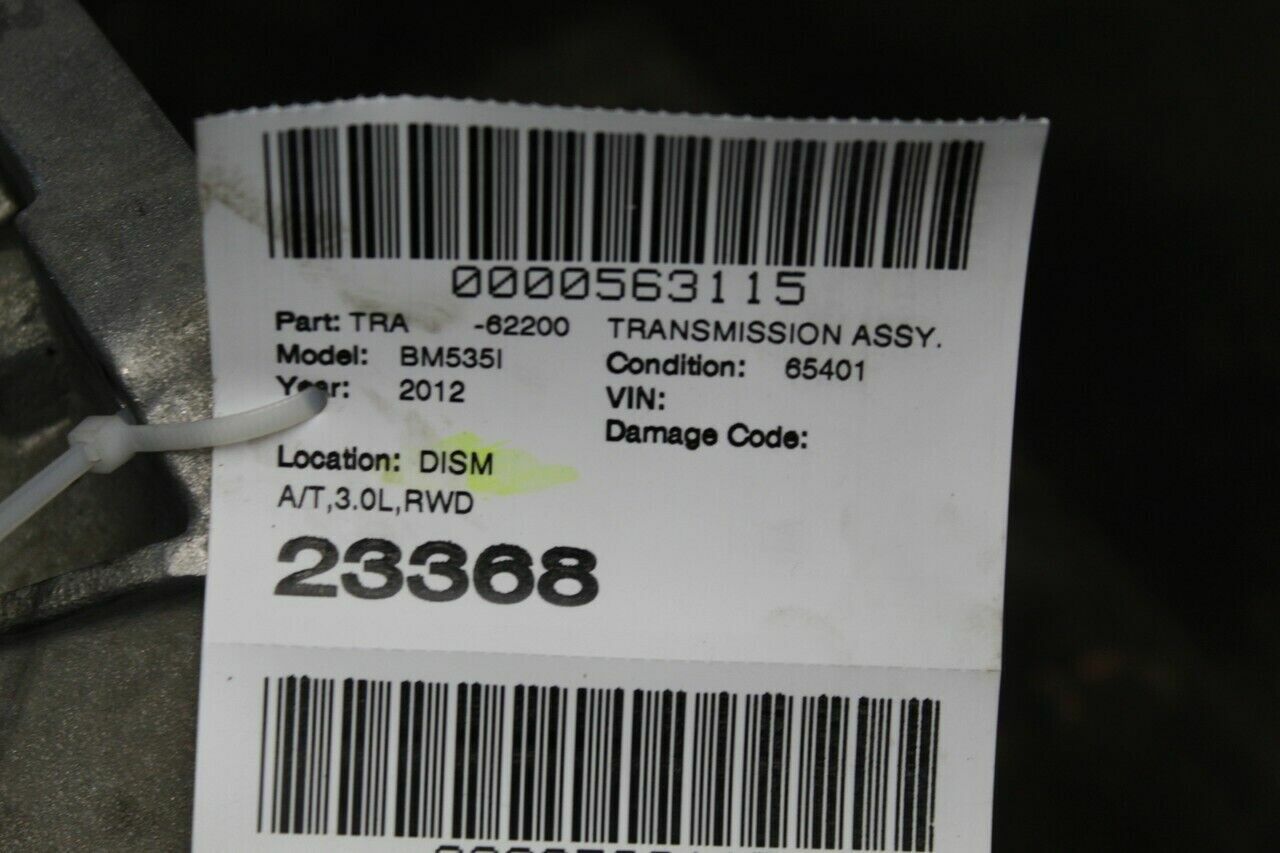 0000563115
Part: TRA -62200 TRANSMISSION ASSY.
Model: BM535I Condition: 65401
Year: 2012 VIN:
Damage Code:
Location: DISM
A/T,3.0L,RWD
23368